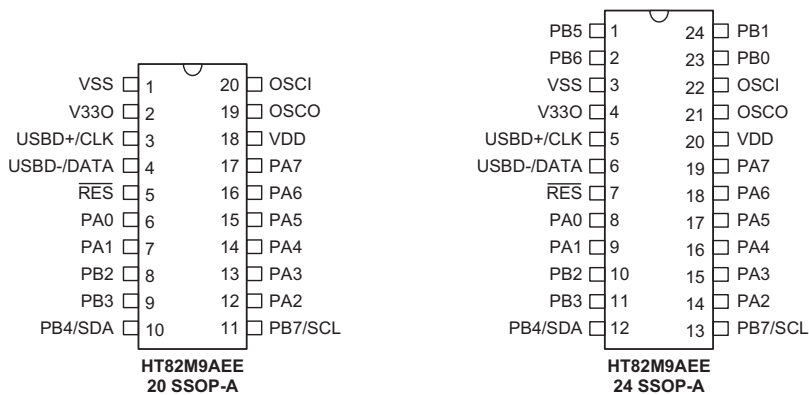 VSS 1 20 OSCI
V33O 2 19 OSCO
USBD+/CLK 3 18 VDD
USBD-/DATA 4 17 PA7
RES 5 16 PA6
PA0 6 15 PA5
PA1 7 14 PA4
PB2 8 13 PA3
PB3 9 12 PA2
PB4/SDA 10 11 PB7/SCL
HT82M9AEE
20 SSOP-A
PB5 1 24 PB1
PB6 2 23 PB0
VSS 3 22 OSCI
V33O 4 21 OSCO
USBD+/CLK 5 20 VDD
USBD-/DATA 6 19 PA7
RES 7 18 PA6
PA0 8 17 PA5
PA1 9 16 PA4
PB2 10 15 PA3
PB3 11 14 PA2
PB4/SDA 12 13 PB7/SCL
HT82M9AEE
24 SSOP-A